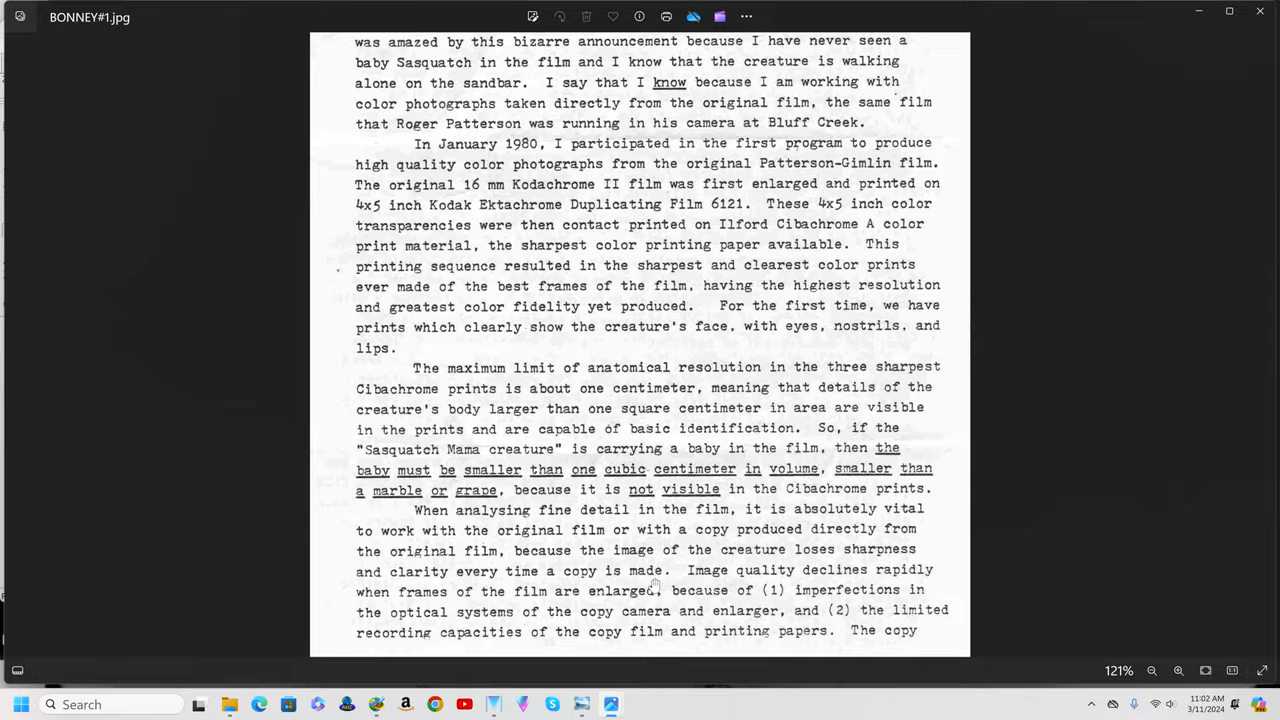 BONNEY#1.jpg
was amazed by this bizarre announcement because I have never seen a
baby Sasquatch in the film and I know that the creature is walking
alone on the sandbar. I say that I know because I am working with
color photographs taken directly from the original film, the same film
that Roger Patterson was running in his camera at Bluff Creek.
In January 1980, I participated in the first program to produce
high quality color photographs from the original Patterson-Gimlin film.
The original 16 mm Kodachrome II film was first enlarged and printed on
4x5 inch Kodak Ektachrome Duplicating Film 6121. These 4x5 inch color
transparencies were then contact printed on Ilford Cibachrome A color
print material, the sharpest color printing paper available. This
printing sequence resulted in the sharpest and clearest color prints
ever made of the best frames of the film, having the highest resolution
and greatest color fidelity yet produced. For the first time, we have
prints which clearly show the creature's face, with eyes, nostrils, and
lips.
The maximum limit of anatomical resolution in the three sharpest
Cibachrome prints is about one centimeter, meaning that details of the
creature's body larger than one square centimeter in area are visible
in the prints and are capable of basic identification. So, if the
"Sasquatch Mama creature" is carrying a baby in the film, then the
baby must be smaller than one cubic centimeter in volume, smaller than
a marble or grape, because it is not visible in the Cibachrome prints.
When analysing fine detail in the film, it is absolutely vital
to work with the original film or with a copy produced directly from
the original film, because the image of the creature loses sharpness
and clarity every time a copy is made. Image quality declines rapidly
when frames of the film are enlarged, because of (1) imperfections in
the optical systems of the copy camera and enlarger, and (2) the limited
recording capacities of the copy film and printing papers. The copy
121%
Search
11:02 AM
3/11/2024